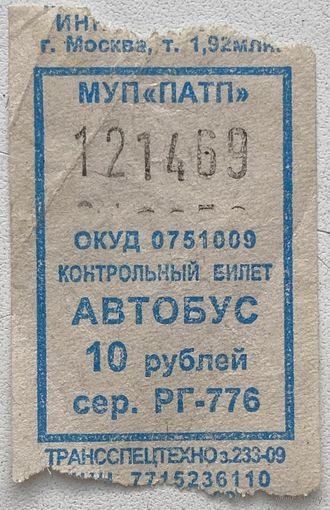 г. Москва, т. 1,92млн.
МУП«ПАТП»
121469
ОКУД 0751009
КОНТРОЛЬНЫЙ БИЛЕТ
АВТОБУС
10 рублей
сер. РГ-776
ТРАНССПЕЦТЕХНО з.233-09
ИНН 7715236110